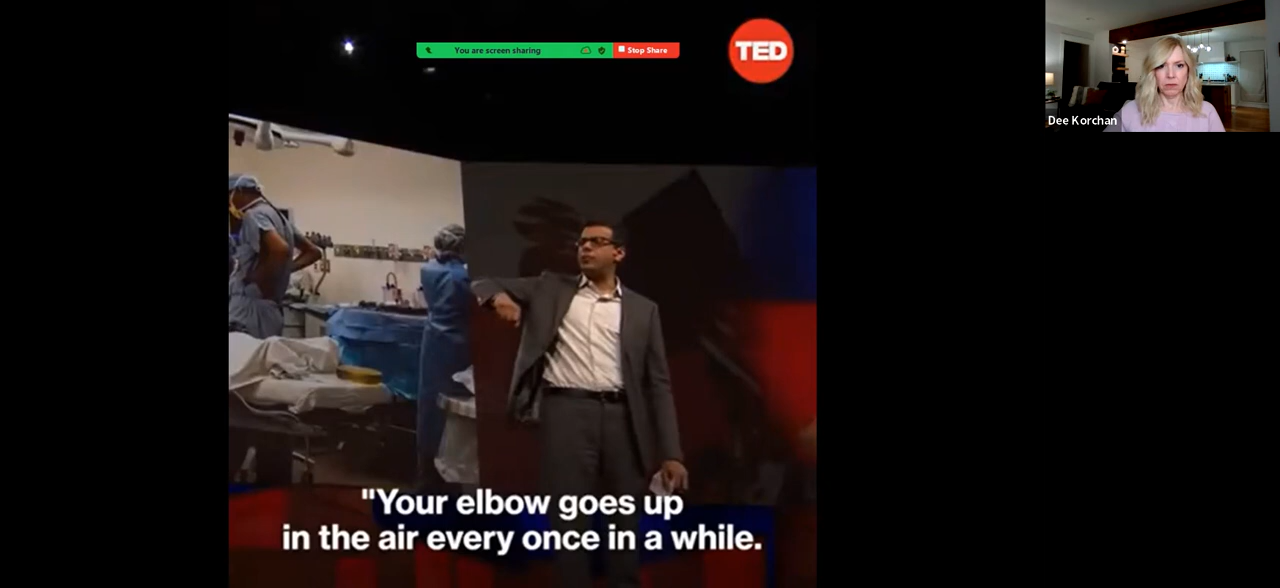 You are screen sharing
Stop Share
TED
Dee Korchan
"Your elbow goes up
in the air every once in a while.